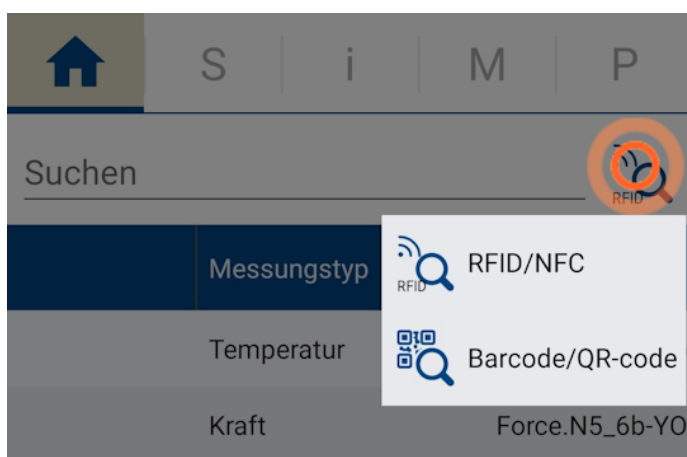 S i M P
Suchen
RFID
Messungstyp
RFID
RFID/NFC
Temperatur
Barcode/QR-code
Kraft Force.N5_6b-YO